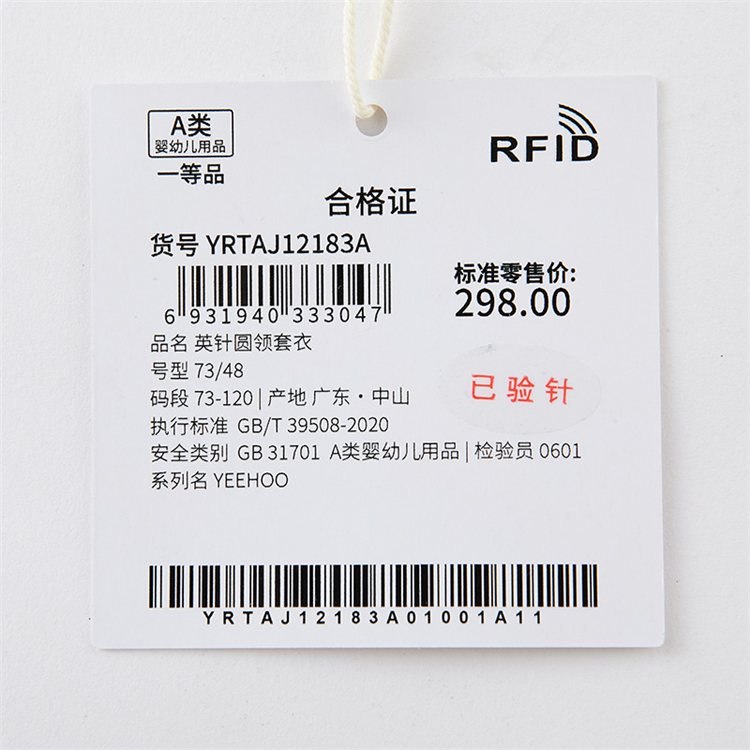 A类
婴幼儿用品
一等品
RFID
合格证
货号 YRTAJ12183A
6 931940 333047
标准零售价:
298.00
品名 英针圆领套衣
号型 73/48
码段 73-120 | 产地 广东·中山
执行标准 GB/T 39508-2020
安全类别 GB 31701 A类婴幼儿用品 | 检验员 0601
系列名 YEEHOO
已验针
YRTAJ12183A01001A11